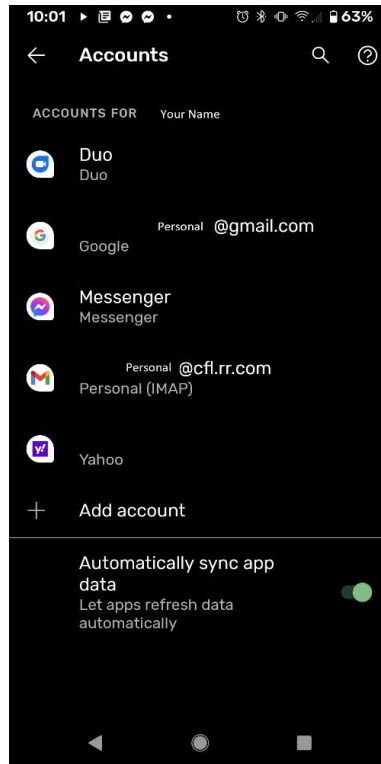 10:01 63%
Accounts
ACCOUNTS FOR Your Name
Duo
Duo
Personal @gmail.com
Google
Messenger
Messenger
Personal @cfl.rr.com
Personal (IMAP)
Yahoo
Add account
Automatically sync app
data
Let apps refresh data
automatically